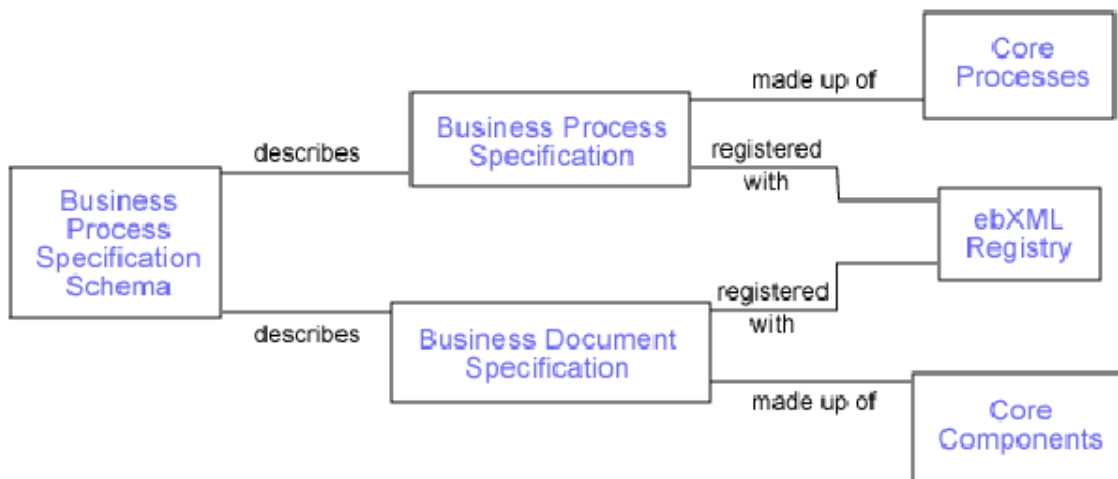 Core
Processes
made up of
Business Process
Specification
describes
registered
with
Business
Process
Specification
Schema
ebXML
Registry
registered
with
describes
Business Document
Specification
made up of
Core
Components